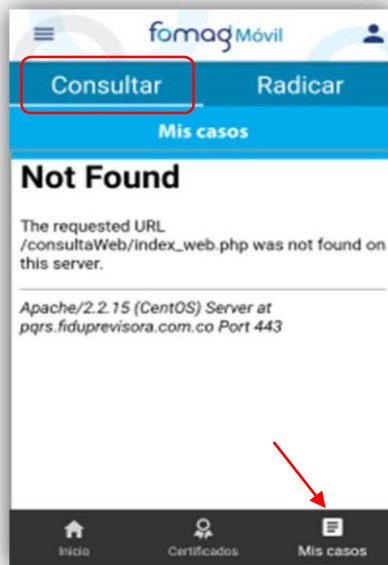 fomag Móvil
Consultar Radicar
Mis casos
Not Found
The requested URL
/consultaWeb/index_web.php was not found on
this server.
Apache/2.2.15 (CentOS) Server at
pqrs.fiduprevisora.com.co Port 443
Inicio Certificados Mis casos